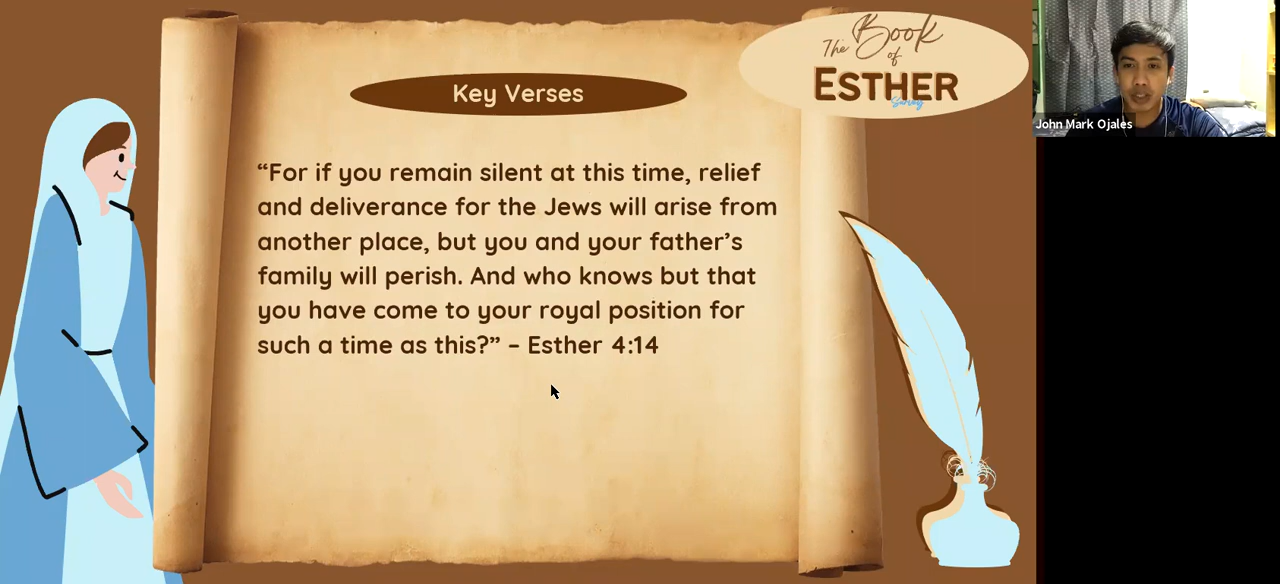 The Book
of
ESTHER
Survey
Key Verses
“For if you remain silent at this time, relief
and deliverance for the Jews will arise from
another place, but you and your father’s
family will perish. And who knows but that
you have come to your royal position for
such a time as this?” – Esther 4:14
John Mark Ojales